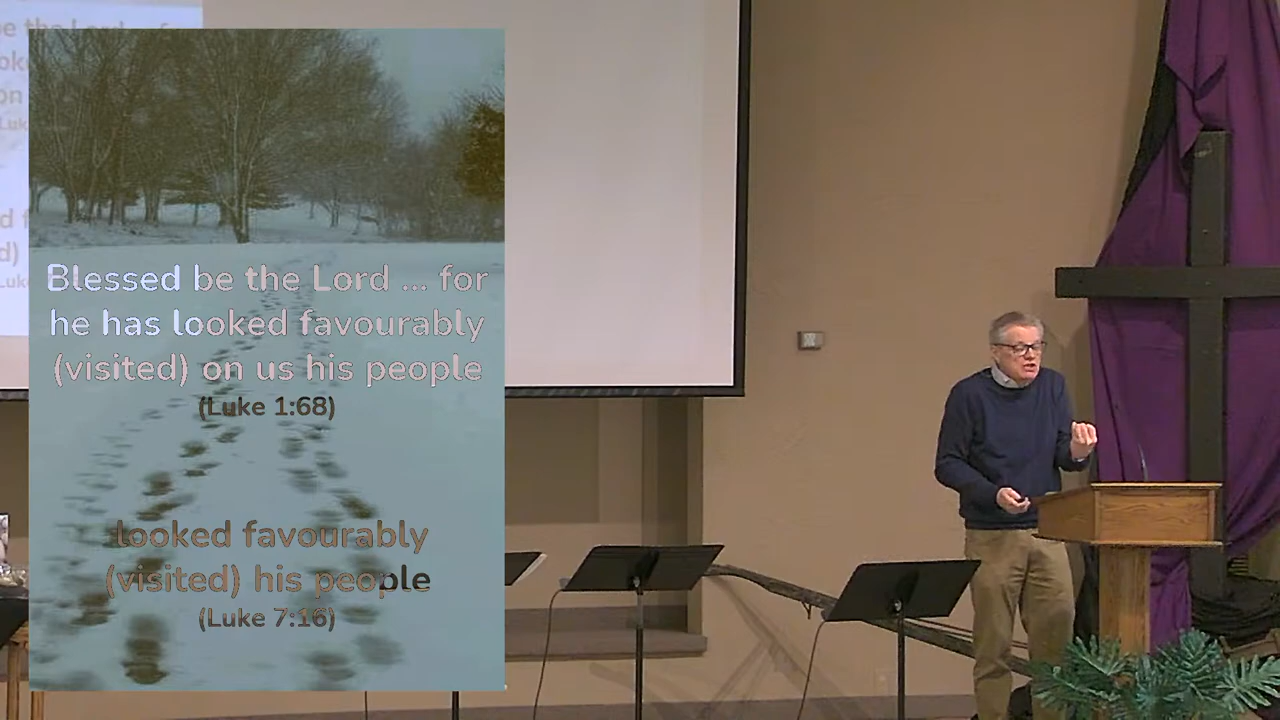 Blessed be the Lord ... for
he has looked favourably
(visited) on us his people
(Luke 1:68)
looked favourably
(visited) his people
(Luke 7:16)